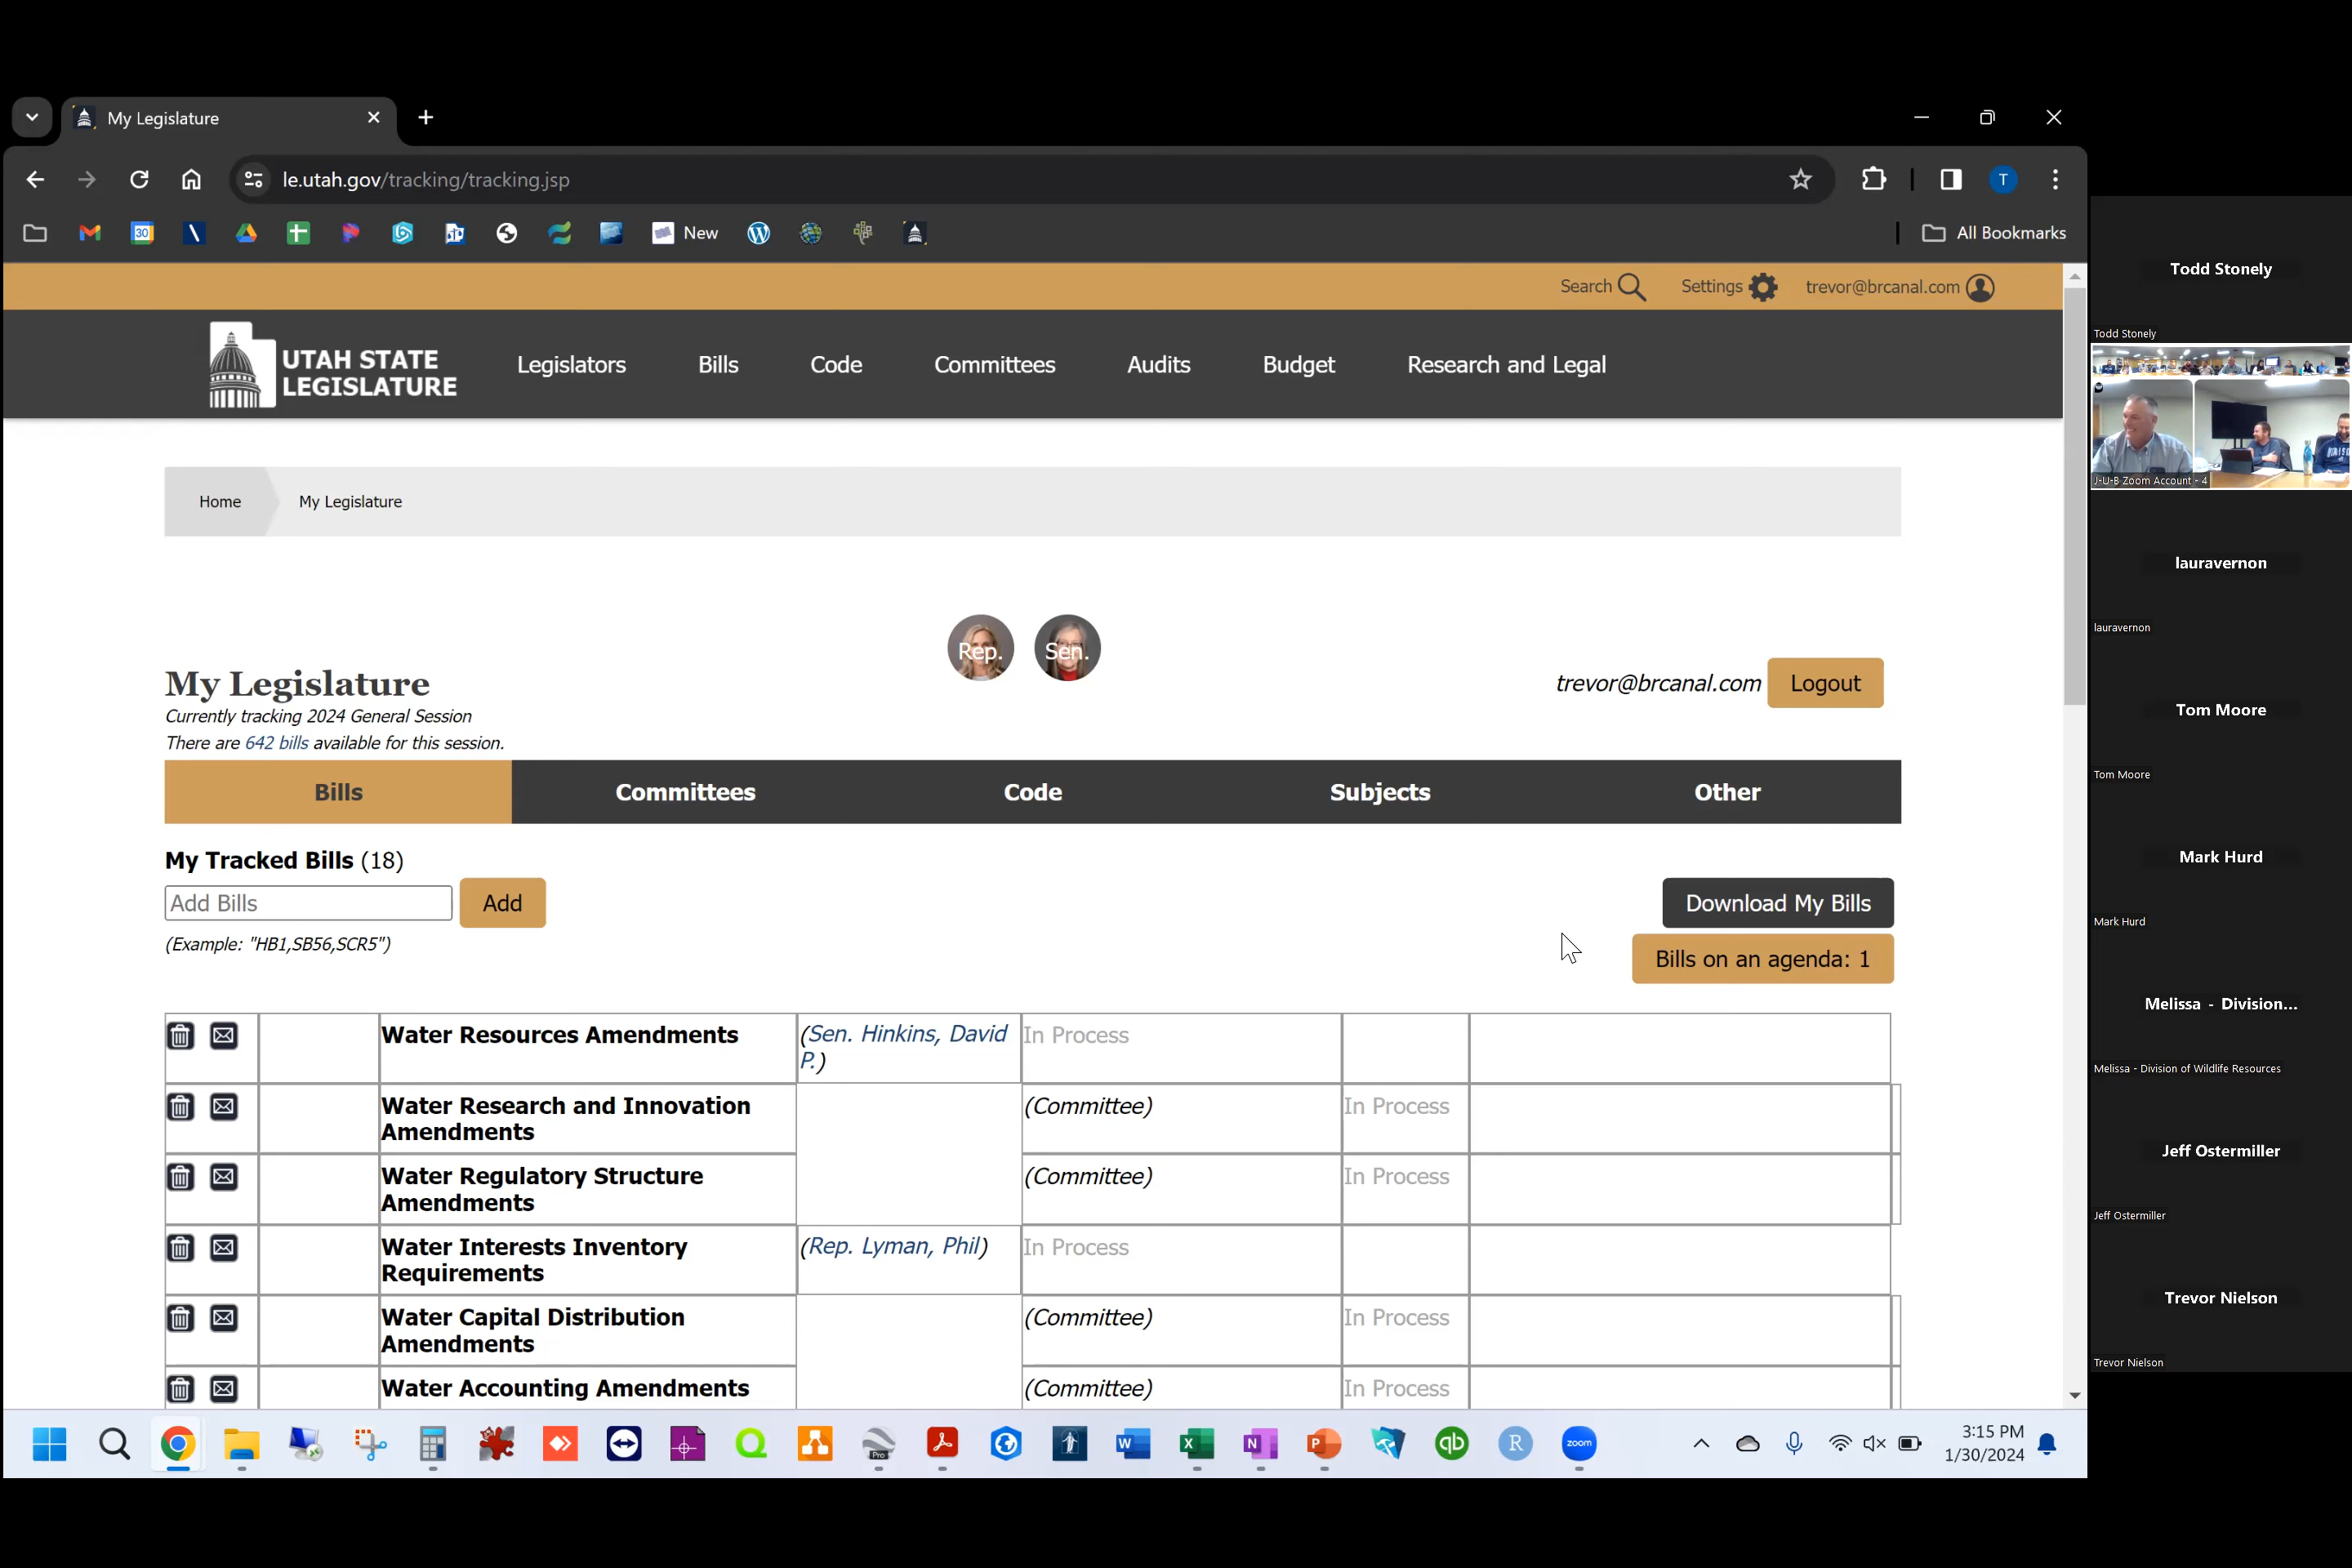 My Legislature
le.utah.gov/tracking/tracking.jsp
30
New
All Bookmarks
T
Search
Settings
trevor@brcanal.com
UTAH STATE
LEGISLATURE
Legislators
Bills
Code
Committees
Audits
Budget
Research and Legal
Home
My Legislature
Rep.
Sen.
My Legislature
trevor@brcanal.com
Logout
Currently tracking 2024 General Session
There are 642 bills available for this session.
Bills
Committees
Code
Subjects
Other
My Tracked Bills (18)
Add Bills
Add
Download My Bills
(Example: "HB1,SB56,SCR5")
Bills on an agenda: 1
Water Resources Amendments
(Sen. Hinkins, David
P.)
In Process
Water Research and Innovation
Amendments
(Committee)
In Process
Water Regulatory Structure
Amendments
(Committee)
In Process
Water Interests Inventory
Requirements
(Rep. Lyman, Phil)
In Process
Water Capital Distribution
Amendments
(Committee)
In Process
Water Accounting Amendments
(Committee)
In Process
Pro
W
X
N
P
qb
R
zoom
3:15 PM
1/30/2024
Todd Stonely
Todd Stonely
J-U-B Zoom Account - 4
lauravernon
lauravernon
Tom Moore
Tom Moore
Mark Hurd
Mark Hurd
Melissa - Division...
Melissa - Division of Wildlife Resources
Jeff Ostermiller
Jeff Ostermiller
Trevor Nielson
Trevor Nielson